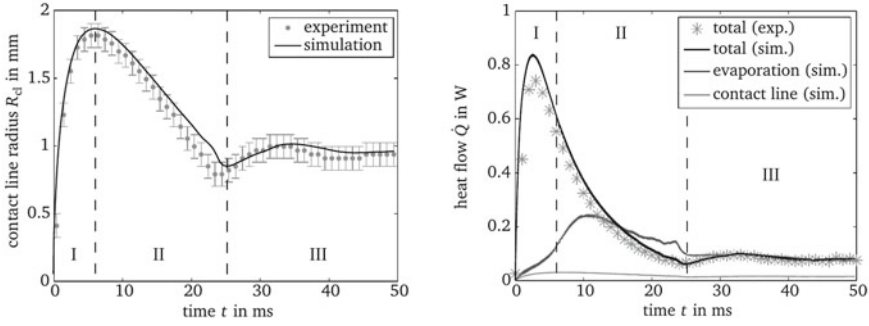 contact line radius R_cl in mm
2
1.5
1
0.5
0
experiment
simulation
I
II
III
0
10
20
30
40
50
time t in ms
heat flow Q̇ in W
1
0.8
0.6
0.4
0.2
0
I
II
total (exp.)
total (sim.)
evaporation (sim.)
contact line (sim.)
III
0
10
20
30
40
50
time t in ms